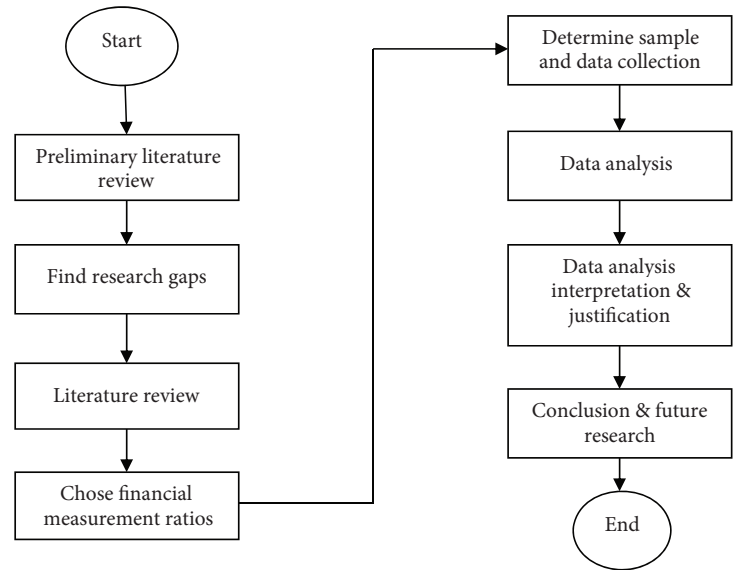 Start
Preliminary literature
review
Find research gaps
Literature review
Chose financial
measurement ratios
Determine sample
and data collection
Data analysis
Data analysis
interpretation &
justification
Conclusion & future
research
End